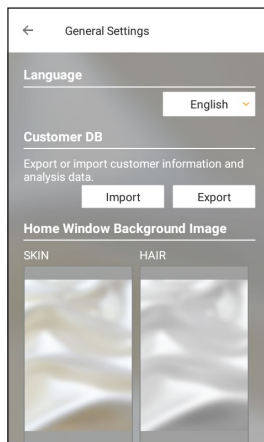 General Settings
Language
English
Customer DB
Export or import customer information and
analysis data.
Import Export
Home Window Background Image
SKIN HAIR